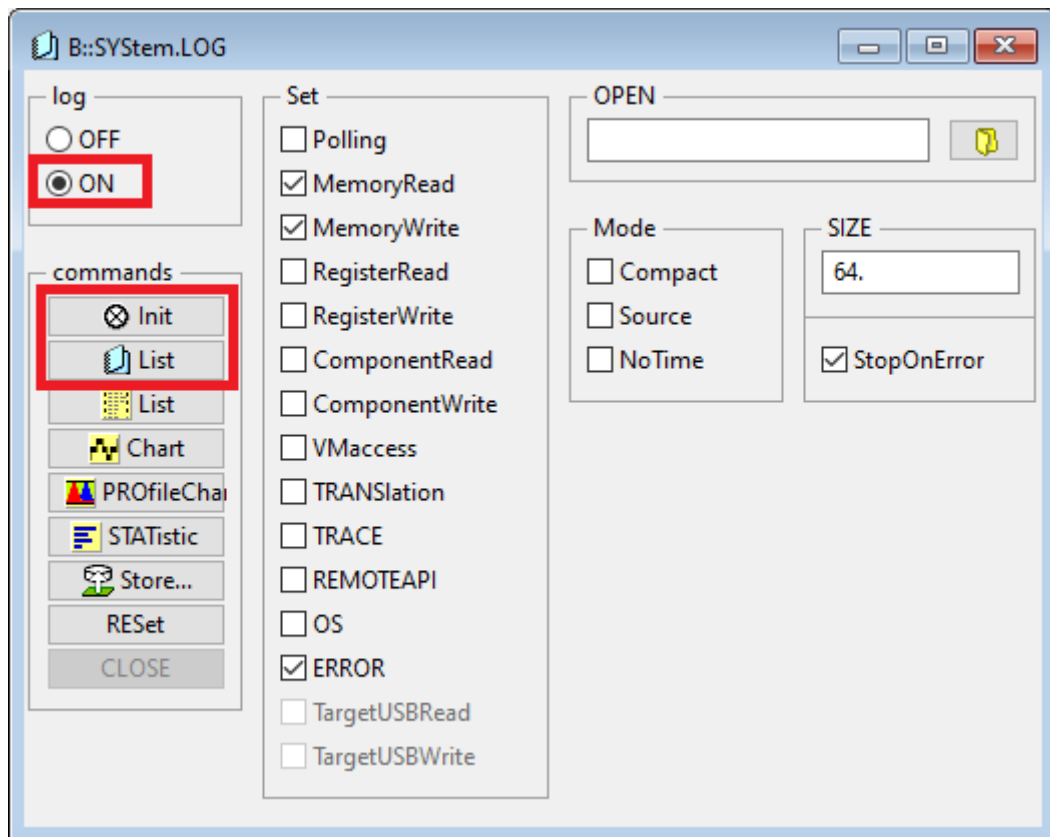 B::SYStem.LOG
log
OFF
ON
commands
Init
List
List
Chart
PROfileChar
STATistic
Store...
RESet
CLOSE
Set
Polling
MemoryRead
MemoryWrite
RegisterRead
RegisterWrite
ComponentRead
ComponentWrite
VMaccess
TRANSlation
TRACE
REMOTEAPI
OS
ERROR
TargetUSBRead
TargetUSBWrite
OPEN
Mode
Compact
Source
NoTime
SIZE
64.
StopOnError